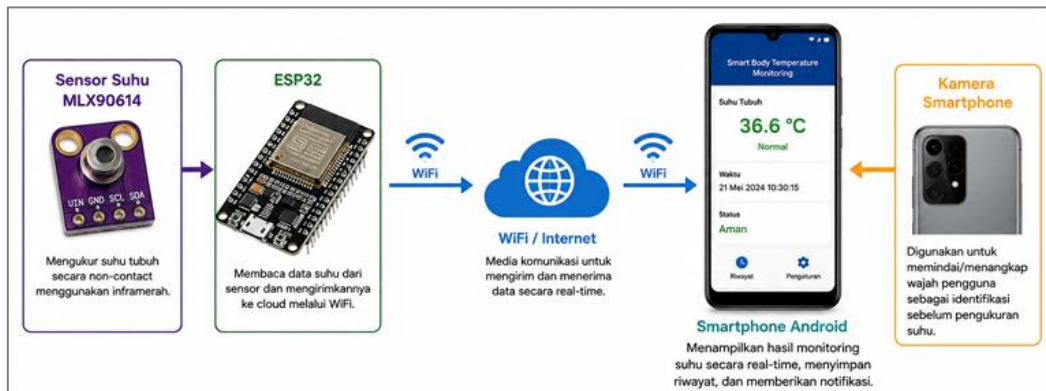 Sensor Suhu
MLX90614
VIN GND SCL SDA
Mengukur suhu tubuh
secara non-contact
menggunakan inframerah.
ESP32
Membaca data suhu dari
sensor dan mengirimkannya
ke cloud melalui WiFi.
WiFi
WiFi / Internet
Media komunikasi untuk
mengirim dan menerima
data secara real-time.
WiFi
Smart Body Temperature
Monitoring
Suhu Tubuh
36.6 °C
Normal
Waktu
21 Mei 2024 10:30:15
Status
Aman
Riwayat
Pengaturan
Smartphone Android
Menampilkan hasil monitoring
suhu secara real-time, menyimpan
riwayat, dan memberikan notifikasi.
Kamera
Smartphone
Digunakan untuk
memindai/menangkap
wajah pengguna
sebagai identifikasi
sebelum pengukuran
suhu.